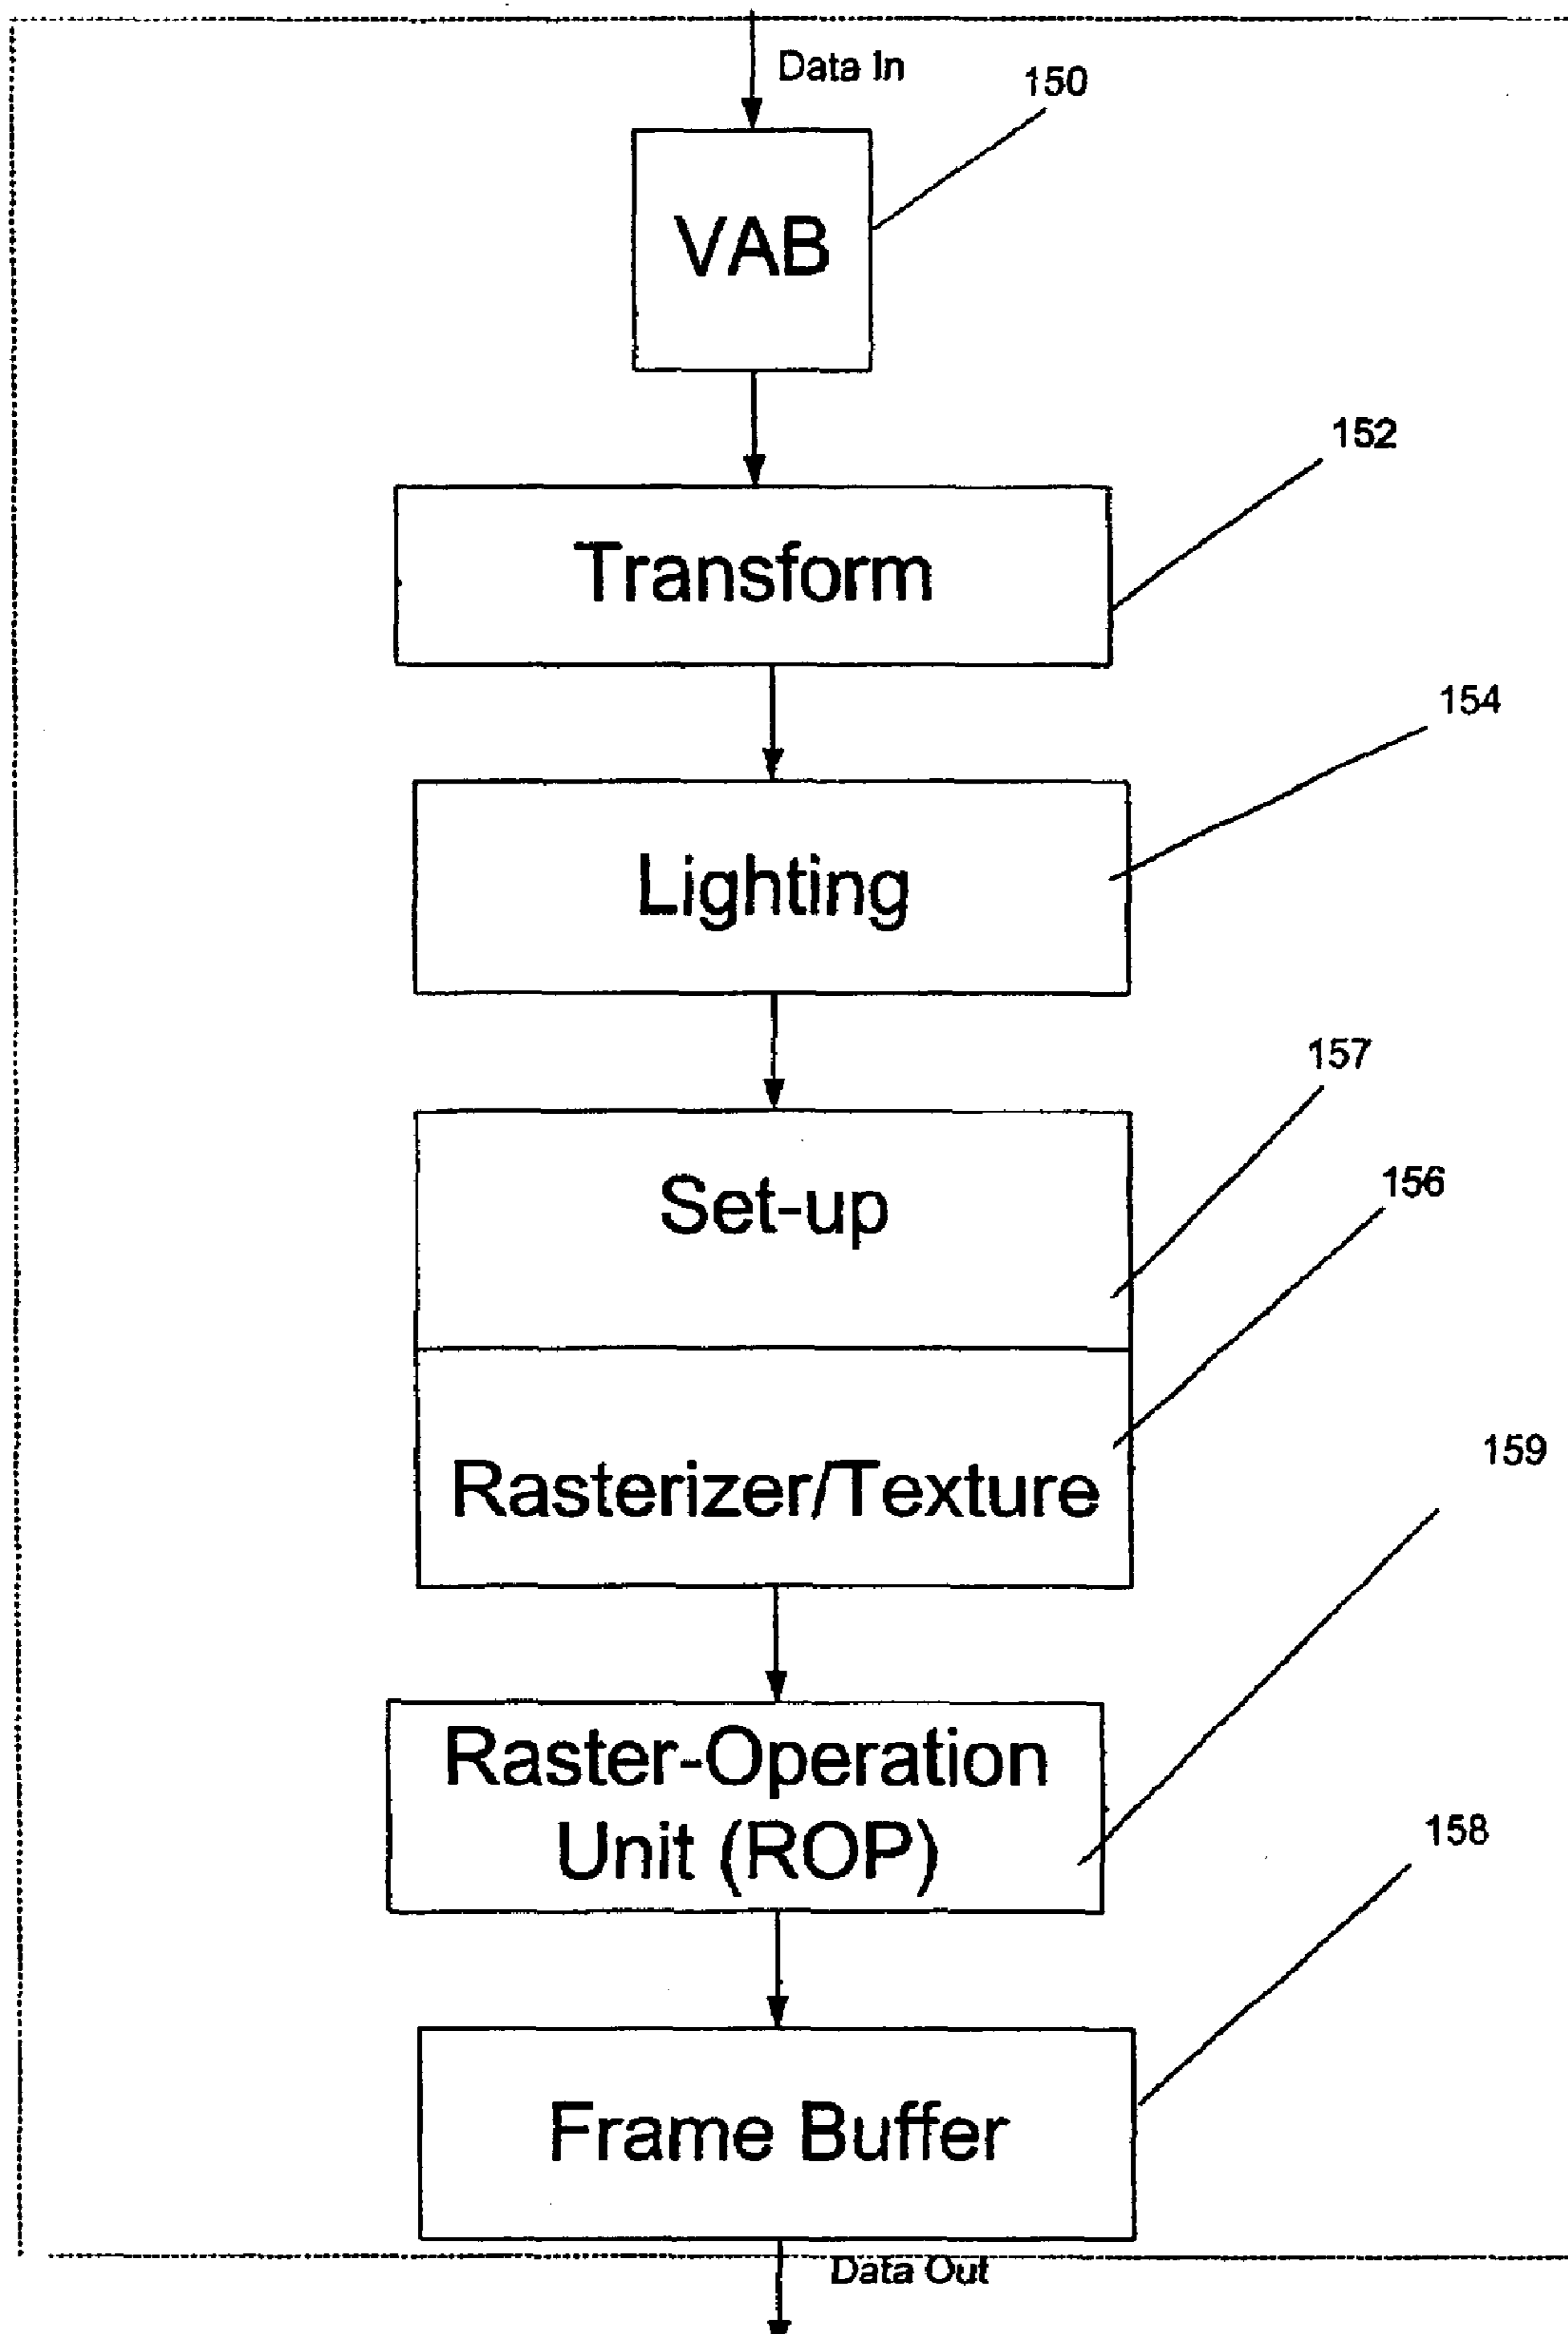 Data In
150
VAB
152
Transform
154
Lighting
157
Set-up
156
Rasterizer/Texture
159
Raster-Operation
Unit (ROP)
158
Frame Buffer
Data Out